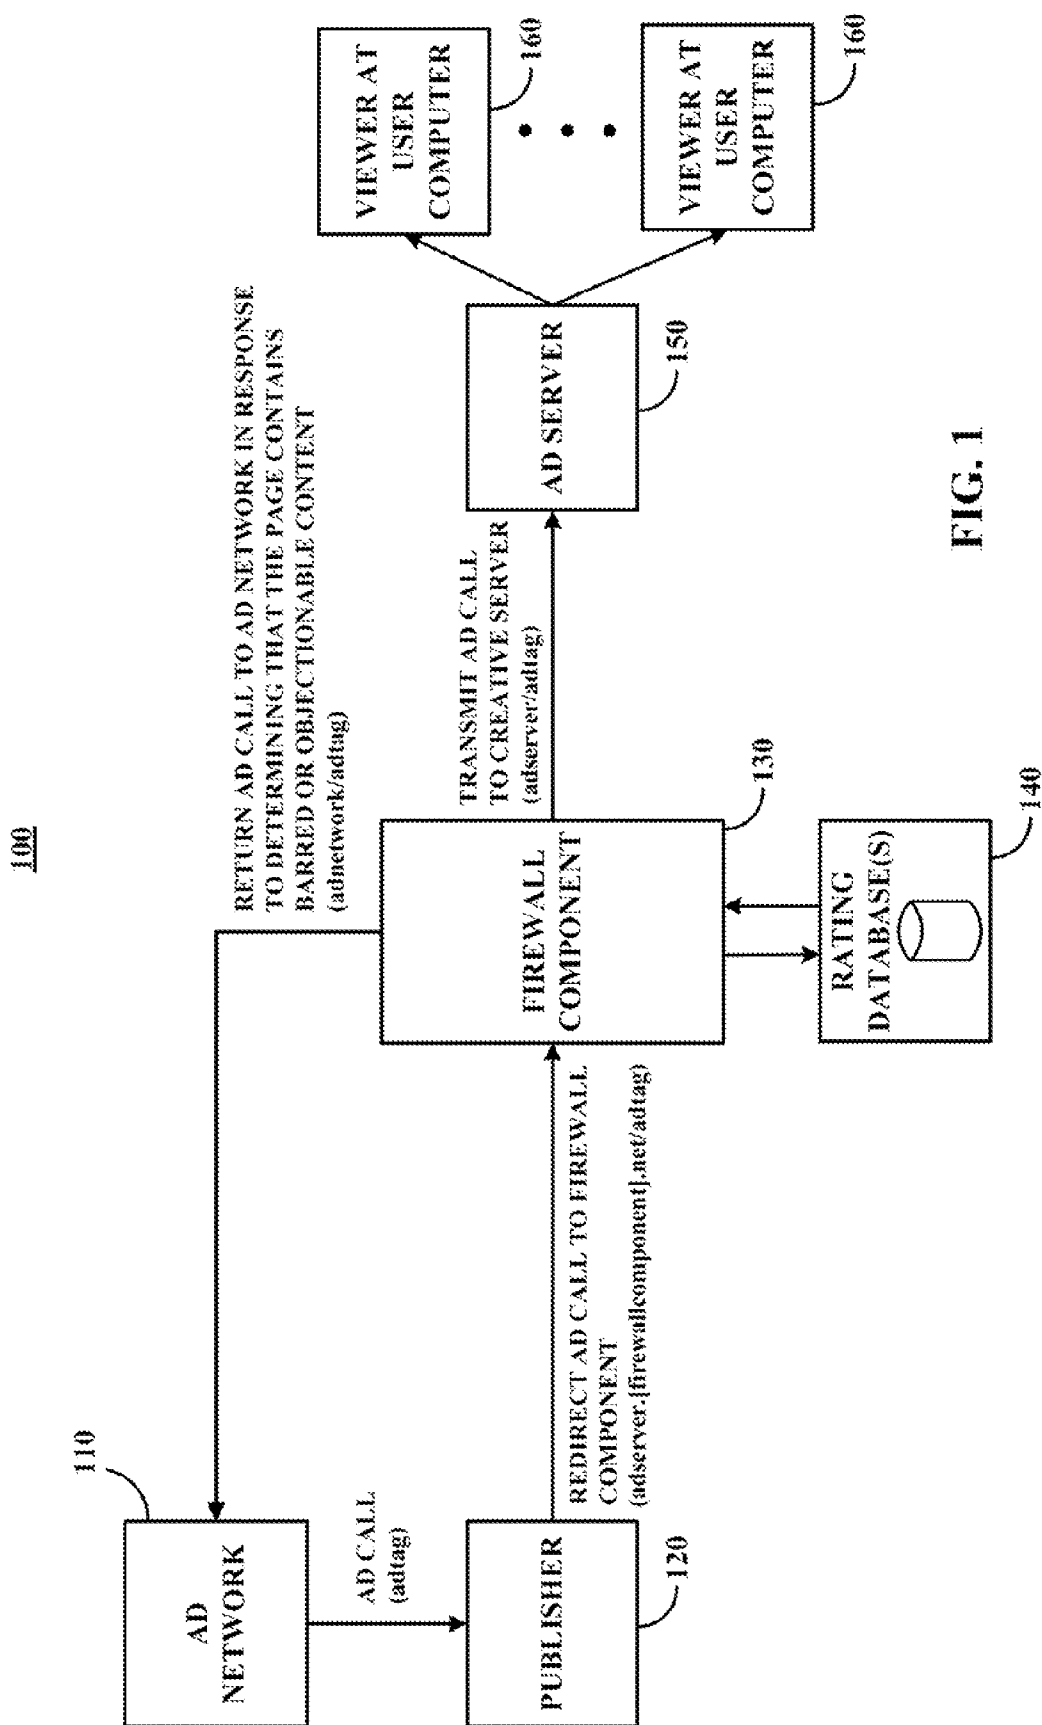 100
AD
NETWORK
110
AD CALL
(adtag)
PUBLISHER
120
REDIRECT AD CALL TO FIREWALL
COMPONENT
(adserver.[firewallcomponent].net/adtag)
RETURN AD CALL TO AD NETWORK IN RESPONSE
TO DETERMINING THAT THE PAGE CONTAINS
BARRED OR OBJECTIONABLE CONTENT
(adnetwork/adtag)
FIREWALL
COMPONENT
130
RATING
DATABASE(S)
140
TRANSMIT AD CALL
TO CREATIVE SERVER
(adserver/adtag)
AD SERVER
150
VIEWER AT
USER
COMPUTER
160
VIEWER AT
USER
COMPUTER
160
FIG. 1